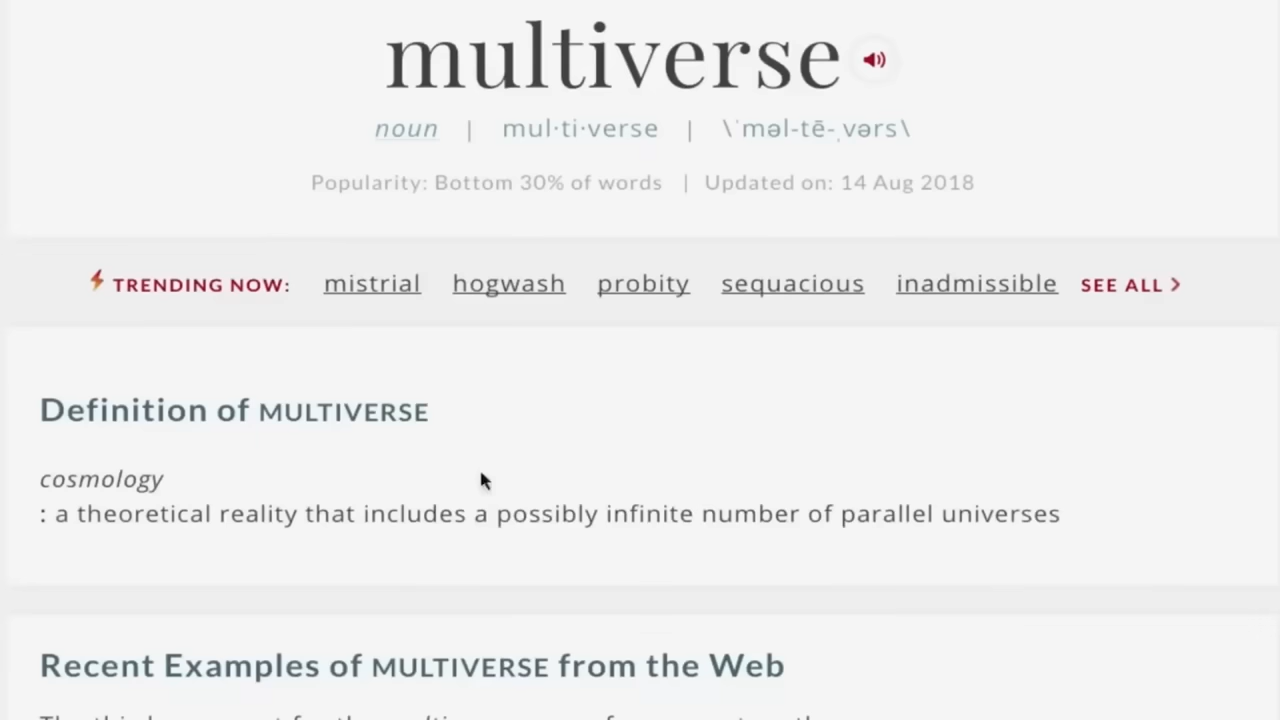 multiverse
noun | mul·ti·verse | \ˈməl-tē-ˌvərs\
Popularity: Bottom 30% of words | Updated on: 14 Aug 2018
TRENDING NOW: mistrial hogwash probity sequacious inadmissible SEE ALL >
Definition of MULTIVERSE
cosmology
: a theoretical reality that includes a possibly infinite number of parallel universes
Recent Examples of MULTIVERSE from the Web